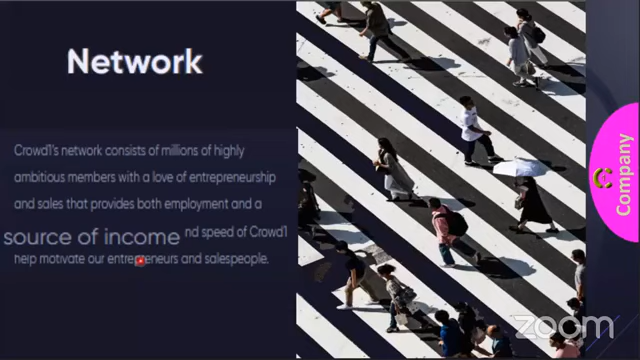 Network
Crowd1's network consists of millions of highly
ambitious members with a love of entrepreneurship
and sales that provides both employment and a
source of income nd speed of Crowd1
help motivate our entrepreneurs and salespeople.
Company
zoom